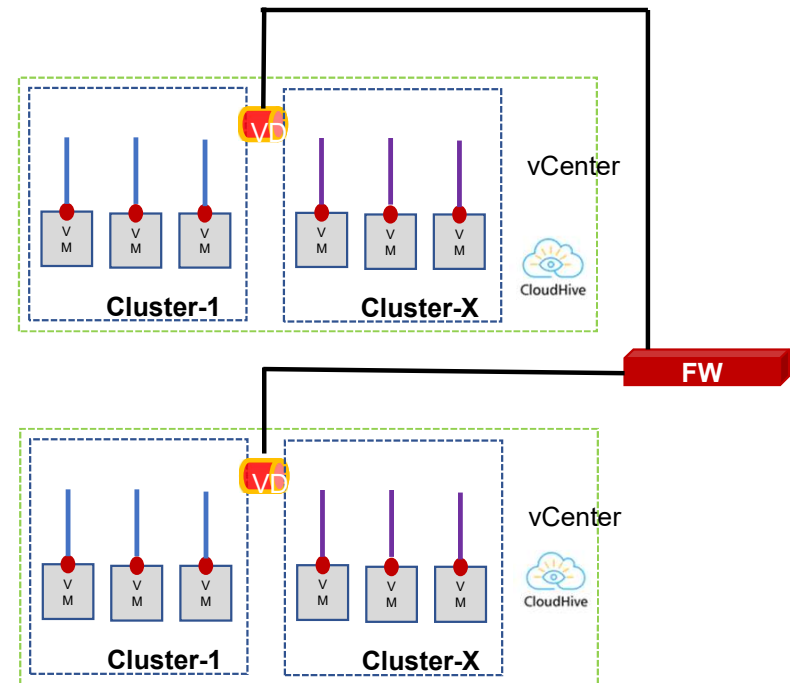 VD
vCenter
V V V V V V
M M M M M M
CloudHive
Cluster-1 Cluster-X
FW
VD
vCenter
V V V V V V
M M M M M M
CloudHive
Cluster-1 Cluster-X